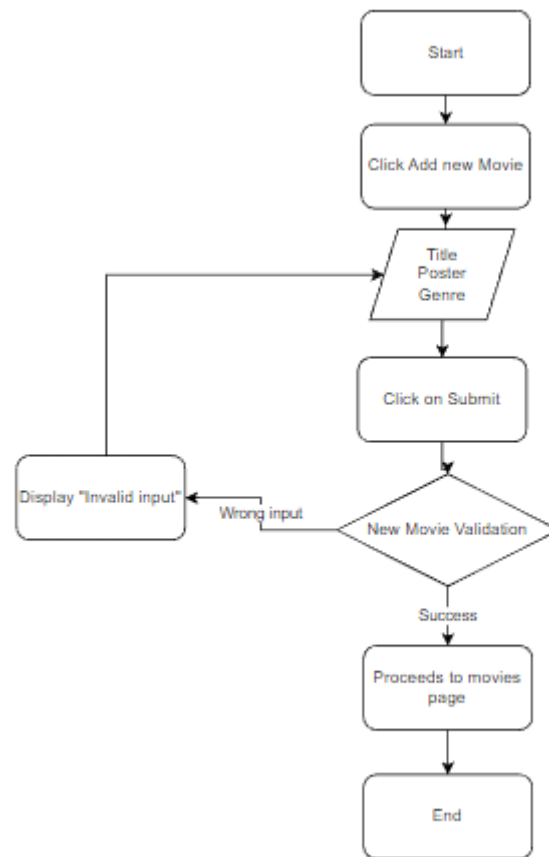 Start
Click Add new Movie
Title
Poster
Genre
Click on Submit
Display "Invalid input"
Wrong input
New Movie Validation
Success
Proceeds to movies
page
End